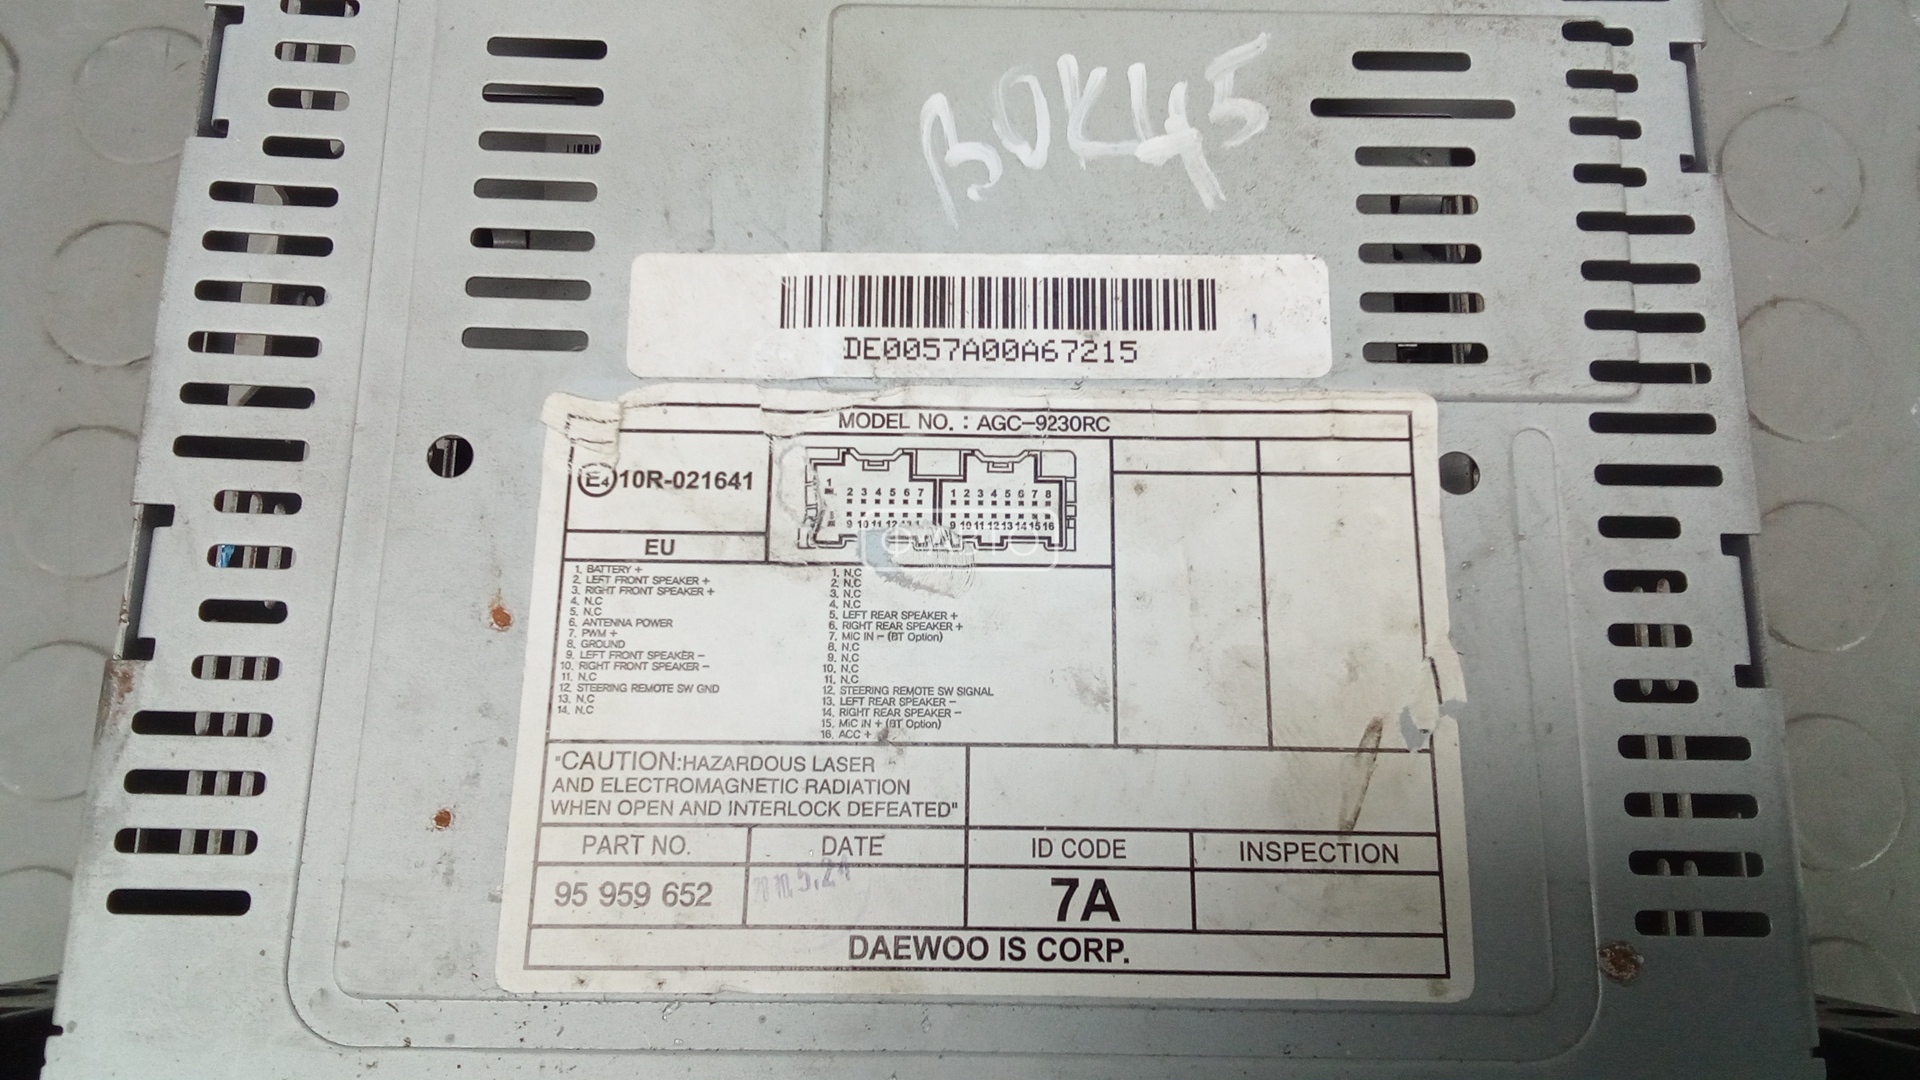 BOK45
DE0057A00A67215
MODEL NO. : AGC-9230RC
E4 10R-021641
EU
1
2 3 4 5 6 7
9 10 11 12 13
1 2 3 4 5 6 7 8
9 10 11 12 13 14 15 16
1. BATTERY +
2. LEFT FRONT SPEAKER +
3. RIGHT FRONT SPEAKER +
4. N.C
5. N.C
6. ANTENNA POWER
7. PWM +
8. GROUND
9. LEFT FRONT SPEAKER -
10. RIGHT FRONT SPEAKER -
11. N.C
12. STEERING REMOTE SW GND
13. N.C
14. N.C
1. N.C
2. N.C
3. N.C
4. N.C
5. LEFT REAR SPEAKER +
6. RIGHT REAR SPEAKER +
7. MIC IN - (BT Option)
8. N.C
9. N.C
10. N.C
11. N.C
12. STEERING REMOTE SW SIGNAL
13. LEFT REAR SPEAKER -
14. RIGHT REAR SPEAKER -
15. MIC IN + (BT Option)
16. ACC +
"CAUTION:HAZARDOUS LASER
AND ELECTROMAGNETIC RADIATION
WHEN OPEN AND INTERLOCK DEFEATED"
PART NO. DATE ID CODE INSPECTION
95 959 652 7A
DAEWOO IS CORP.